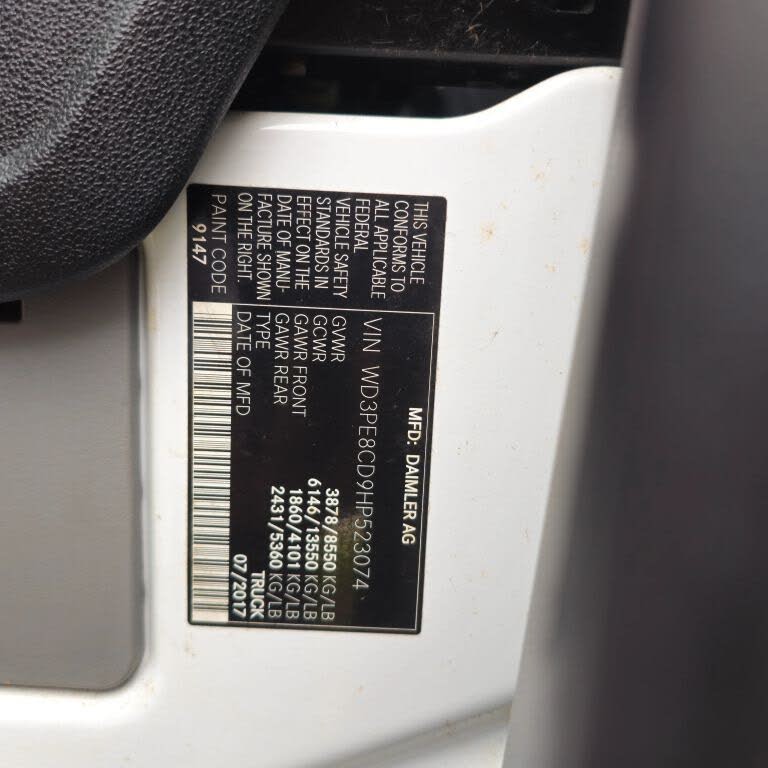 MFD: DAIMLER AG
THIS VEHICLE
CONFORMS TO
ALL APPLICABLE
FEDERAL
VEHICLE SAFETY
STANDARDS IN
EFFECT ON THE
DATE OF MANU-
FACTURE SHOWN
ON THE RIGHT.
PAINT CODE
9147
VIN WD3PE8CD9HP523074
GVWR 3878/8550 KG/LB
GCWR 6146/13550 KG/LB
GAWR FRONT 1860/4101 KG/LB
GAWR REAR 2431/5360 KG/LB
TYPE TRUCK
DATE OF MFD 07/2017